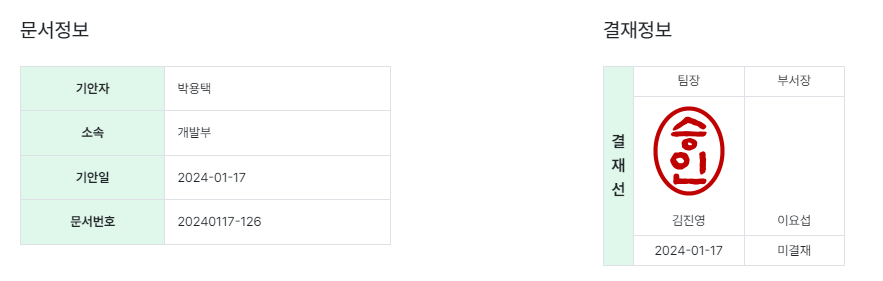 문서정보
기안자 박용택
소속 개발부
기안일 2024-01-17
문서번호 20240117-126
결재정보
결재선
팀장 부서장
승인
김진영 이요섭
2024-01-17 미결재